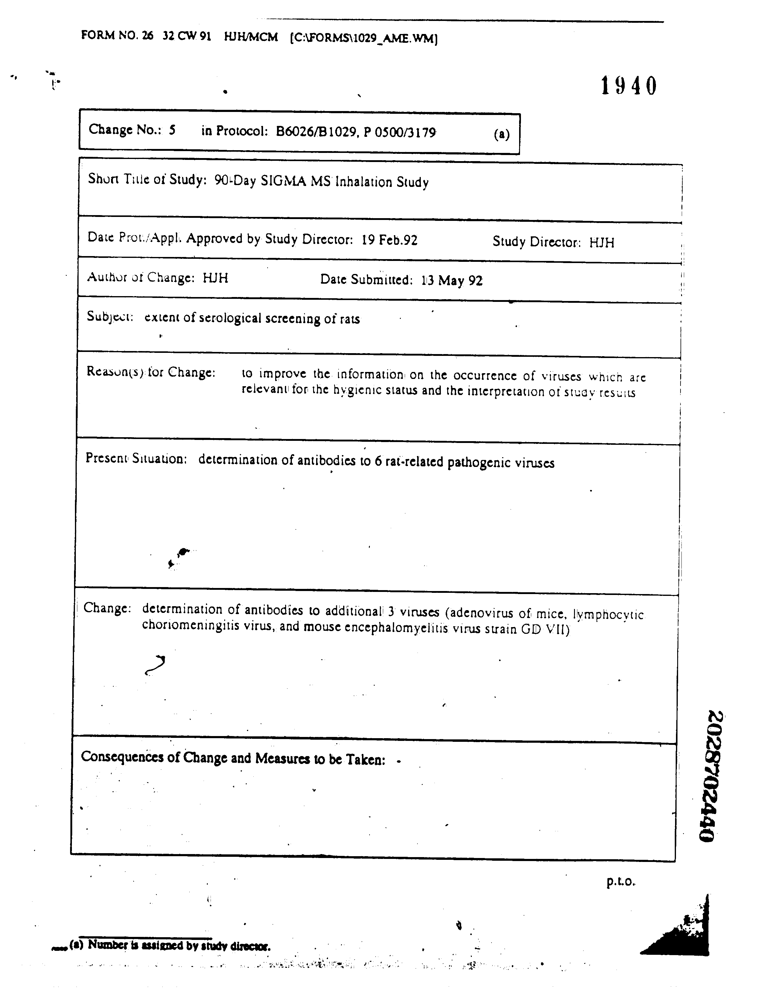 FORM NO. 26 32 CW 91 HJH/MCM [C:\FORMS\1029_AME.WM]
1940
Change No.: 5 in Protocol: B6026/B1029, P 0500/3179 (a)
Short Title of Study: 90-Day SIGMA MS Inhalation Study
Date Prot./Appl. Approved by Study Director: 19 Feb.92 Study Director: HJH
Author of Change: HJH Date Submitted: 13 May 92
Subject: extent of serological screening of rats
Reason(s) for Change: to improve the information on the occurrence of viruses which are
relevant for the hygienic status and the interpretation of study results
Present Situation: determination of antibodies to 6 rat-related pathogenic viruses
Change: determination of antibodies to additional 3 viruses (adenovirus of mice, lymphocytic
choriomeningitis virus, and mouse encephalomyelitis virus strain GD VII)
Consequences of Change and Measures to be Taken: -
2028702440
p.t.o.
(a) Number is assigned by study director.